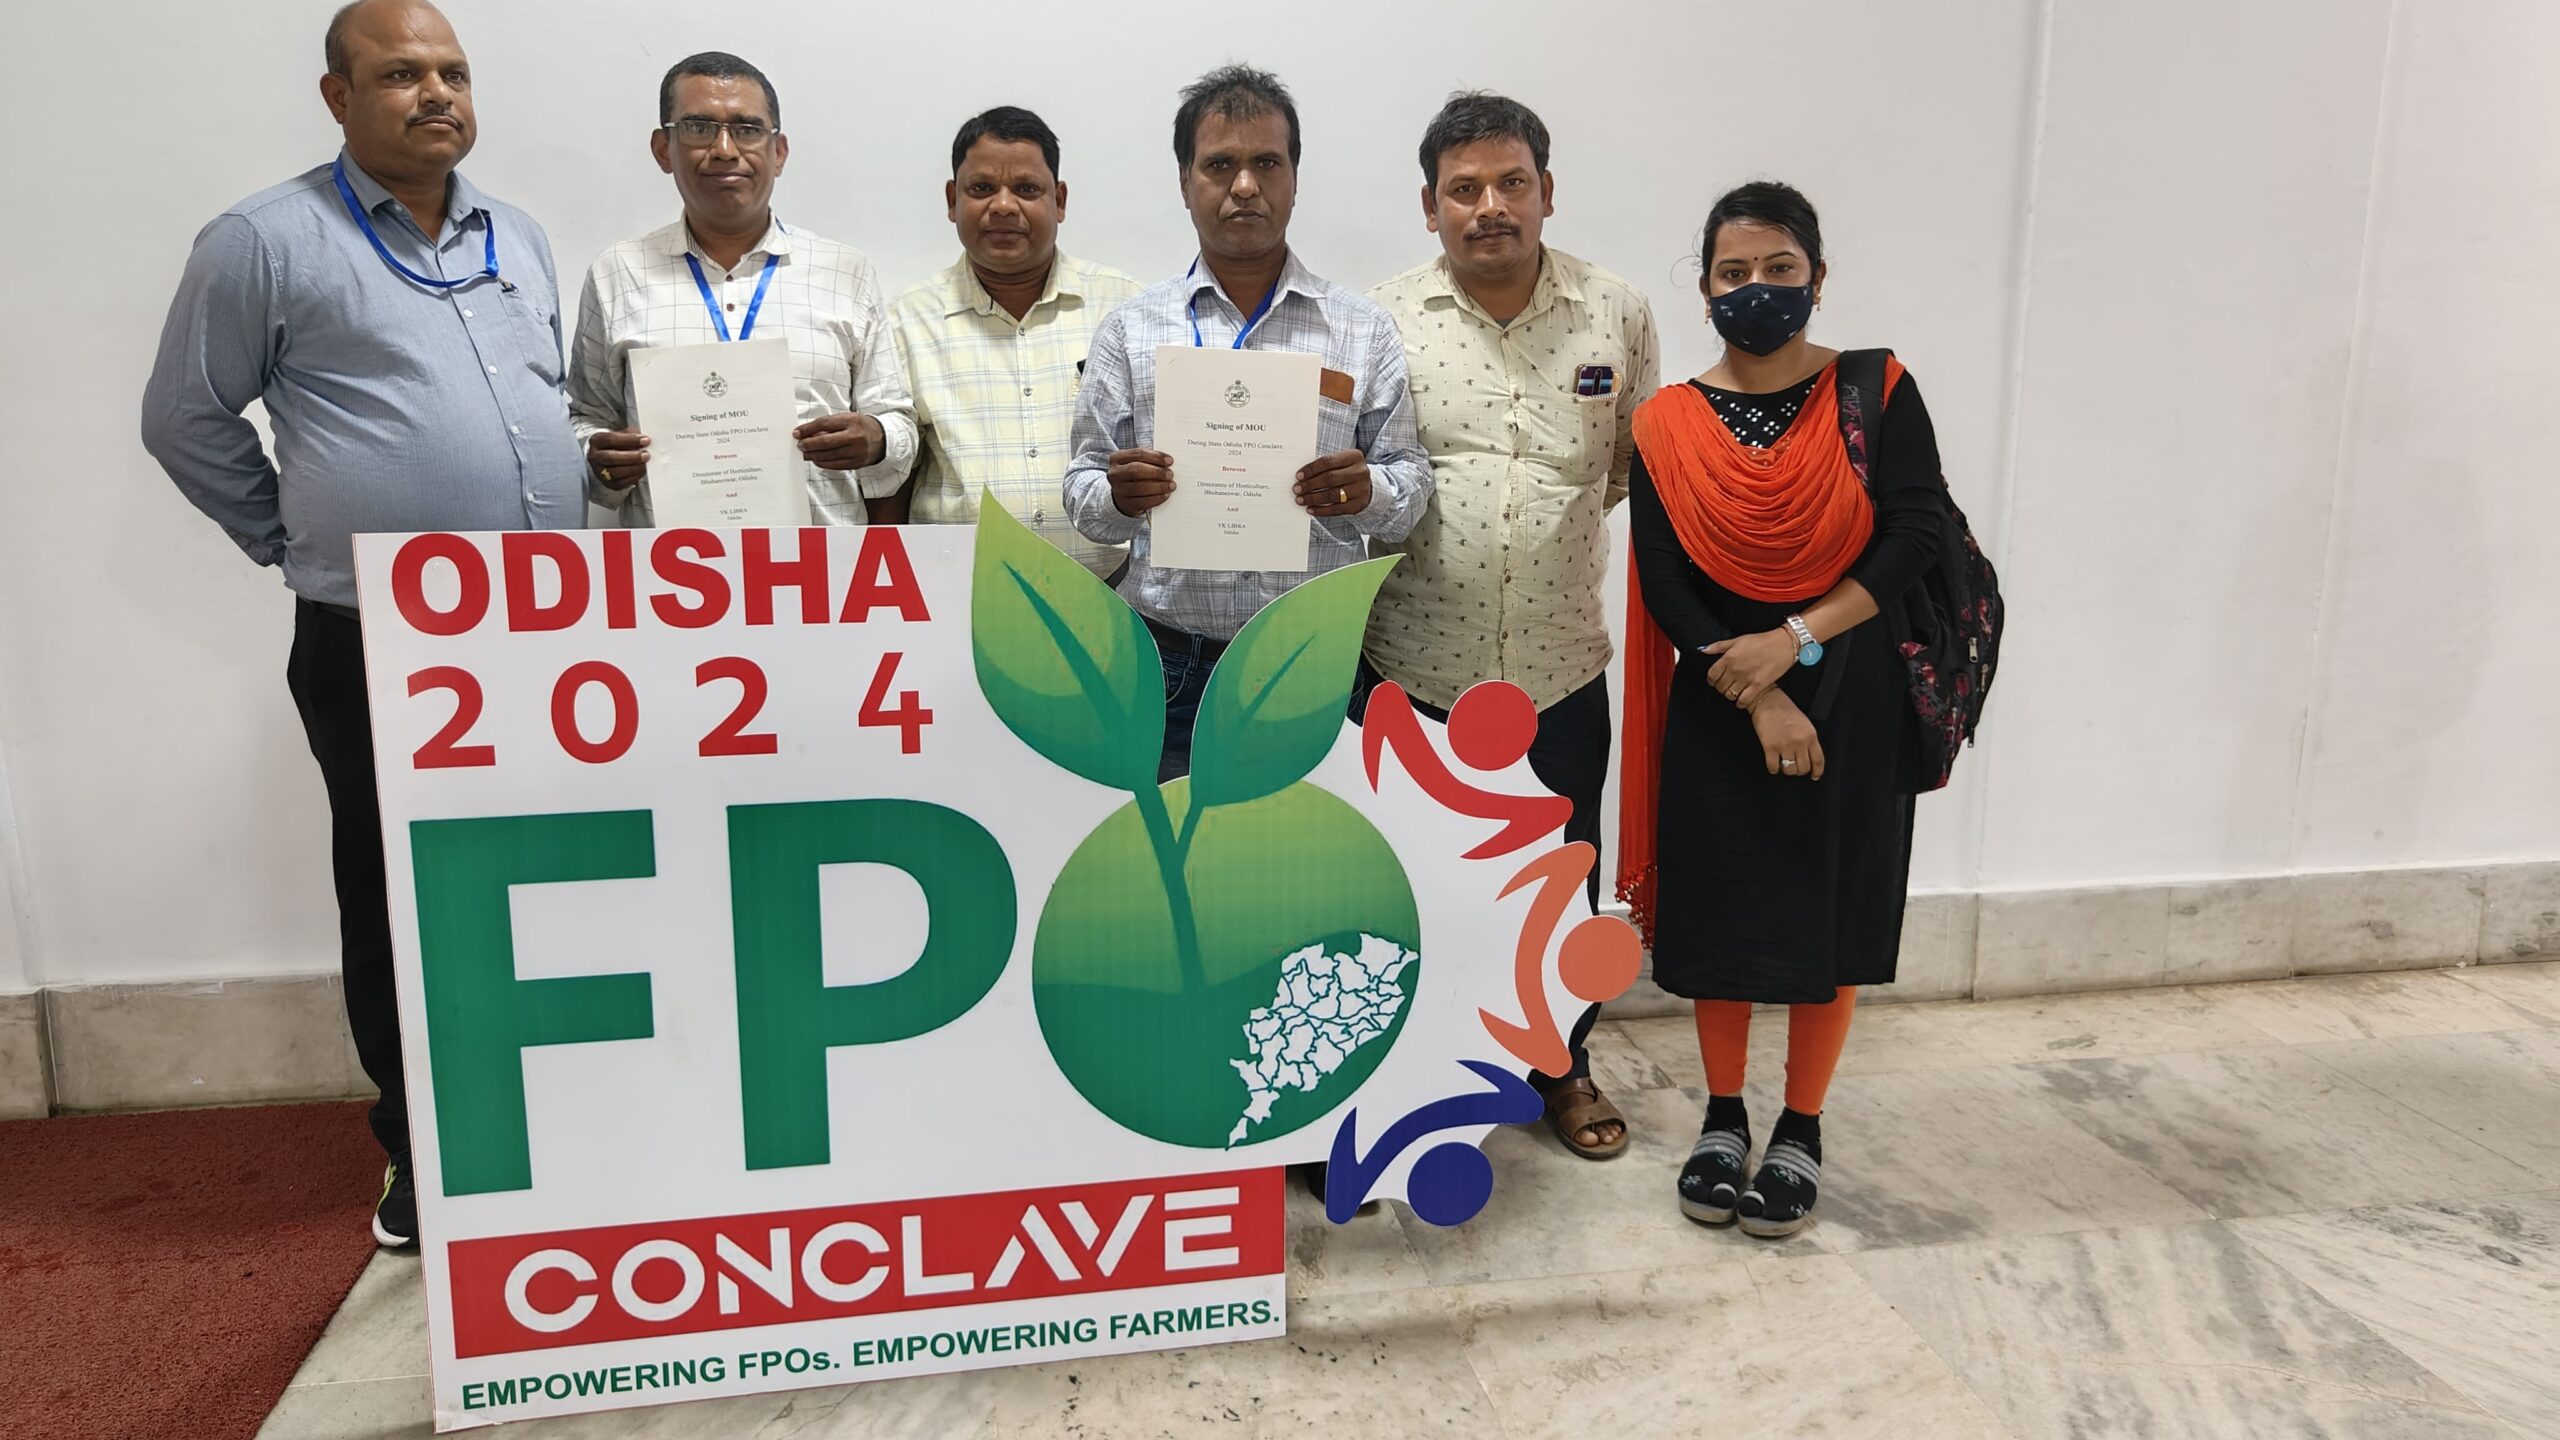 Signing of MOU
During State Odisha FPO Conclave
2024
Between
Directorate of Horticulture,
Bhubaneswar, Odisha
And
VK LIBRA
Odisha
Signing of MOU
During State Odisha FPO Conclave
2024
Between
Directorate of Horticulture,
Bhubaneswar, Odisha
And
VK LIBRA
Odisha
ODISHA
2024
FPO
CONCLAVE
EMPOWERING FPOs. EMPOWERING FARMERS.